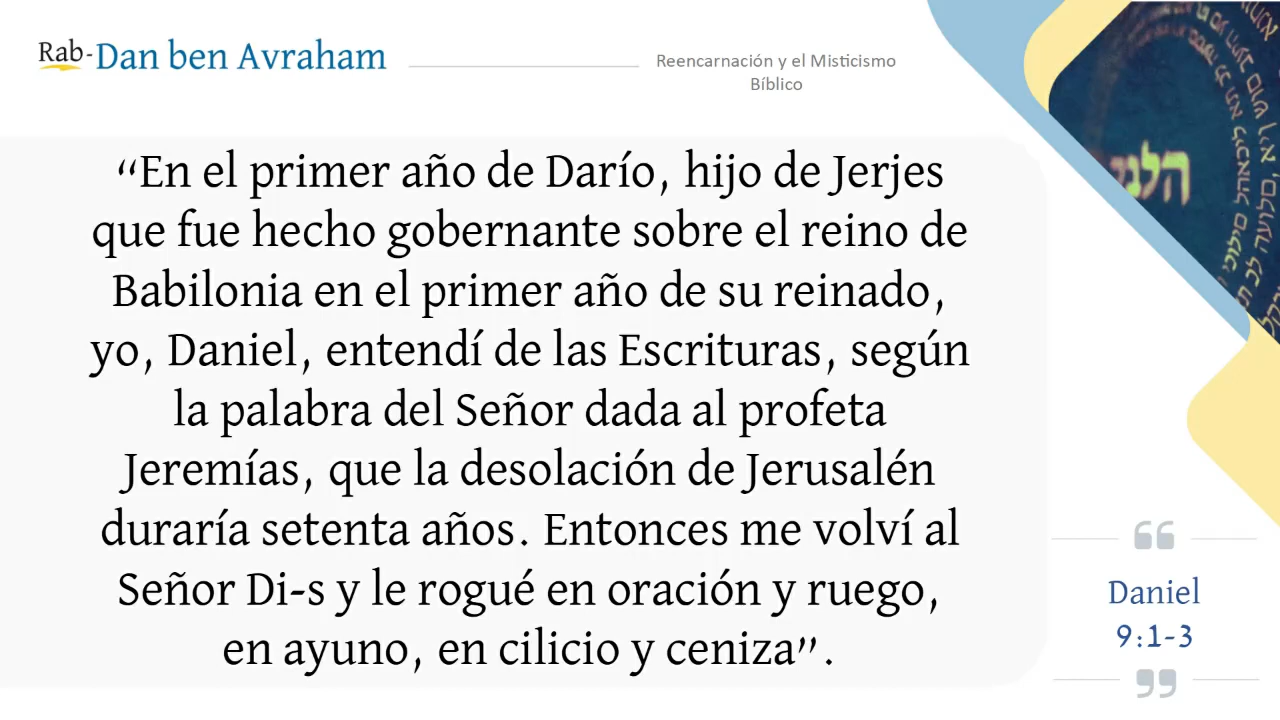 Rab-Dan ben Avraham
Reencarnación y el Misticismo
Bíblico
“En el primer año de Darío, hijo de Jerjes
que fue hecho gobernante sobre el reino de
Babilonia en el primer año de su reinado,
yo, Daniel, entendí de las Escrituras, según
la palabra del Señor dada al profeta
Jeremías, que la desolación de Jerusalén
duraría setenta años. Entonces me volví al
Señor Di-s y le rogué en oración y ruego,
en ayuno, en cilicio y ceniza”.
Daniel
9:1-3